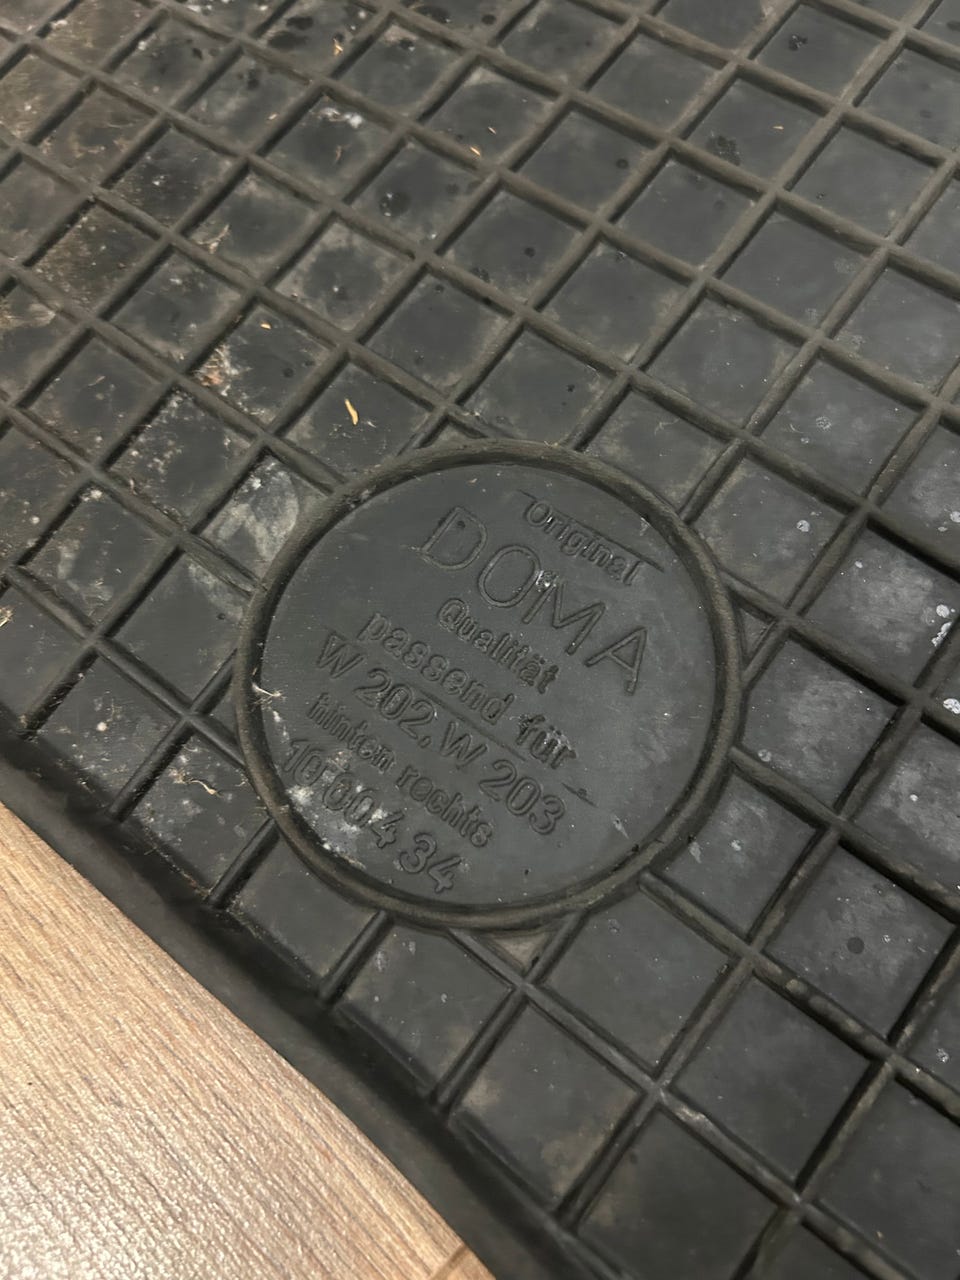 Original
DOMA
Qualität
passend für
W 202, W 203
hinten rechts
10 004 34